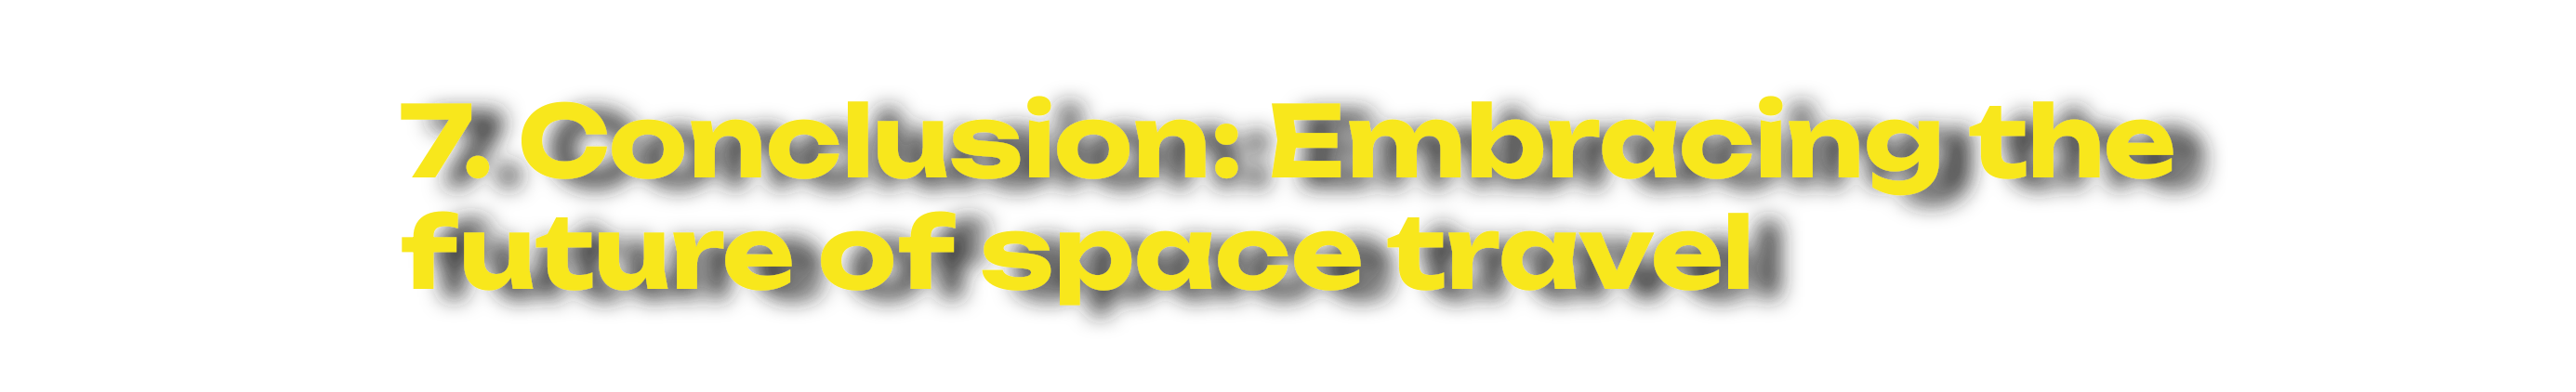 7. Conclusion: Embracing the
future of space travel